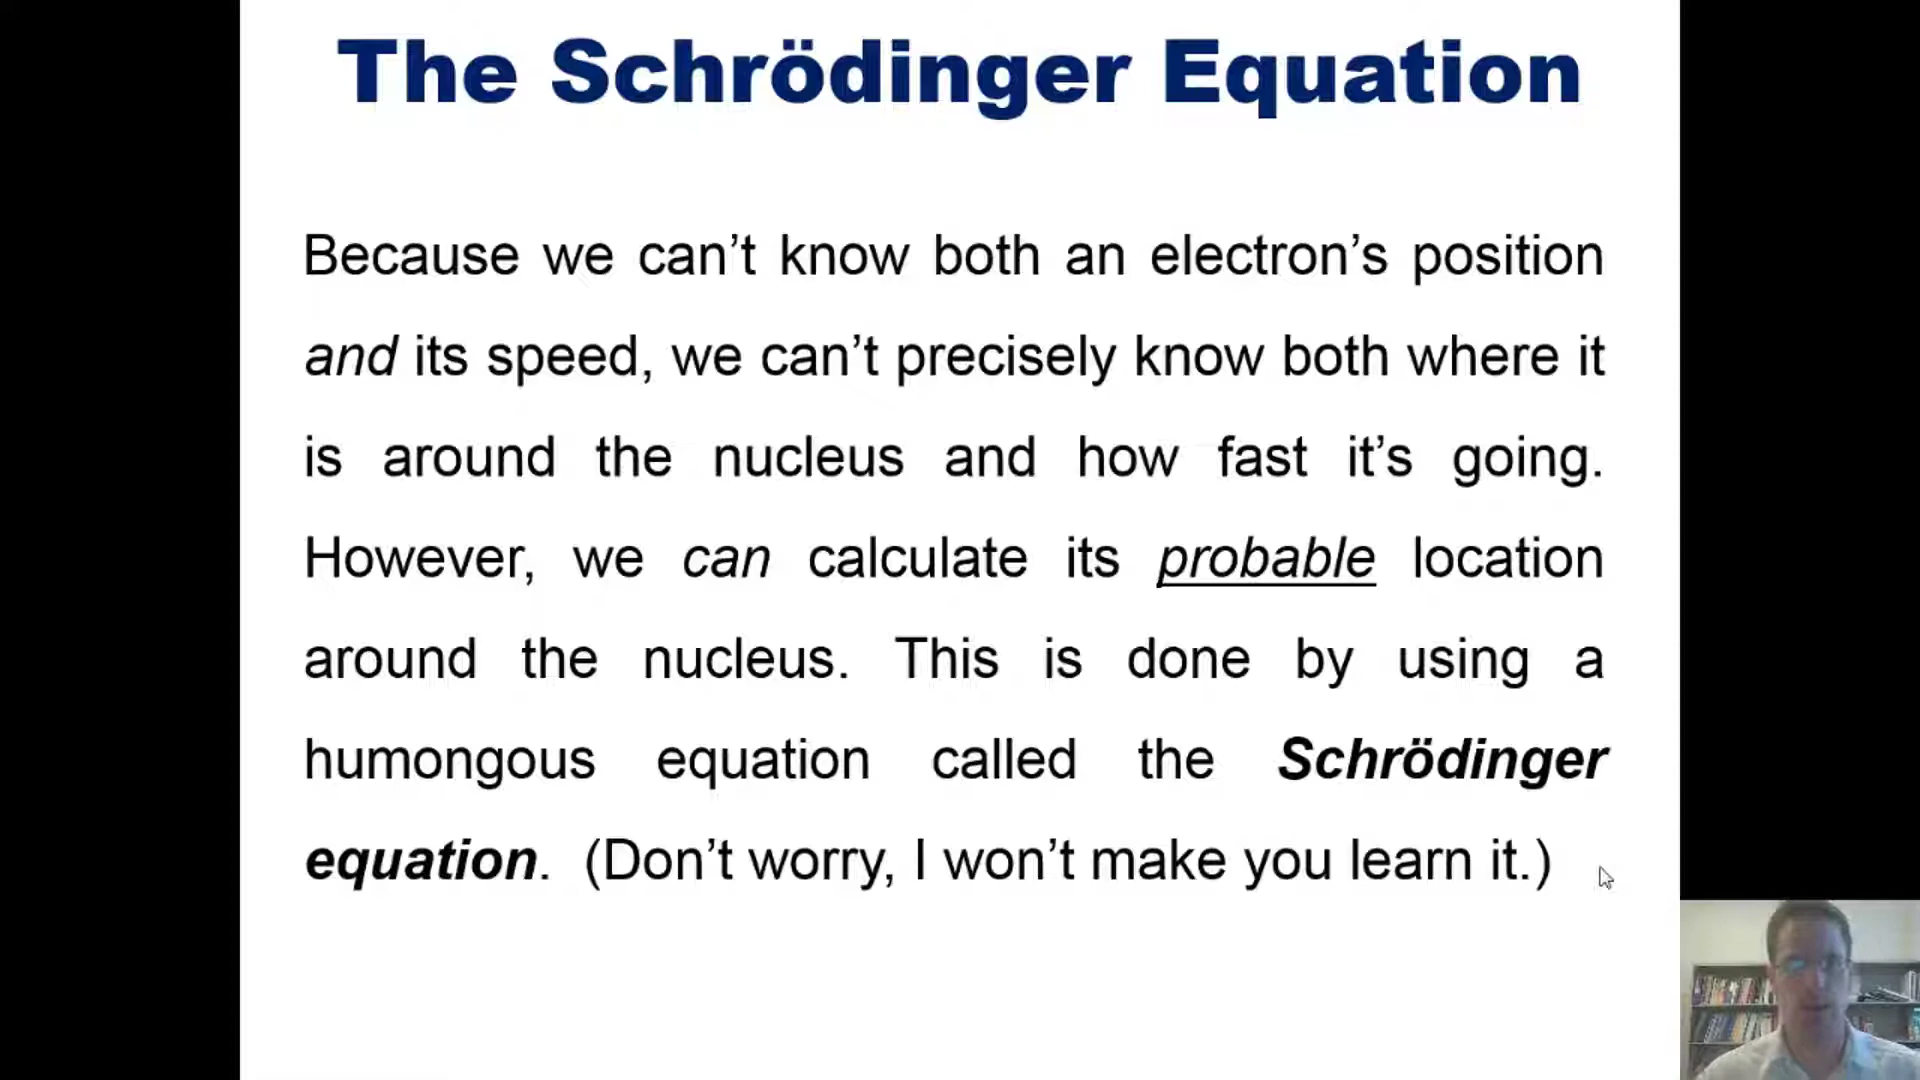 The Schrödinger Equation
Because we can’t know both an electron’s position
and its speed, we can’t precisely know both where it
is around the nucleus and how fast it’s going.
However, we can calculate its probable location
around the nucleus. This is done by using a
humongous equation called the Schrödinger
equation. (Don’t worry, I won’t make you learn it.)